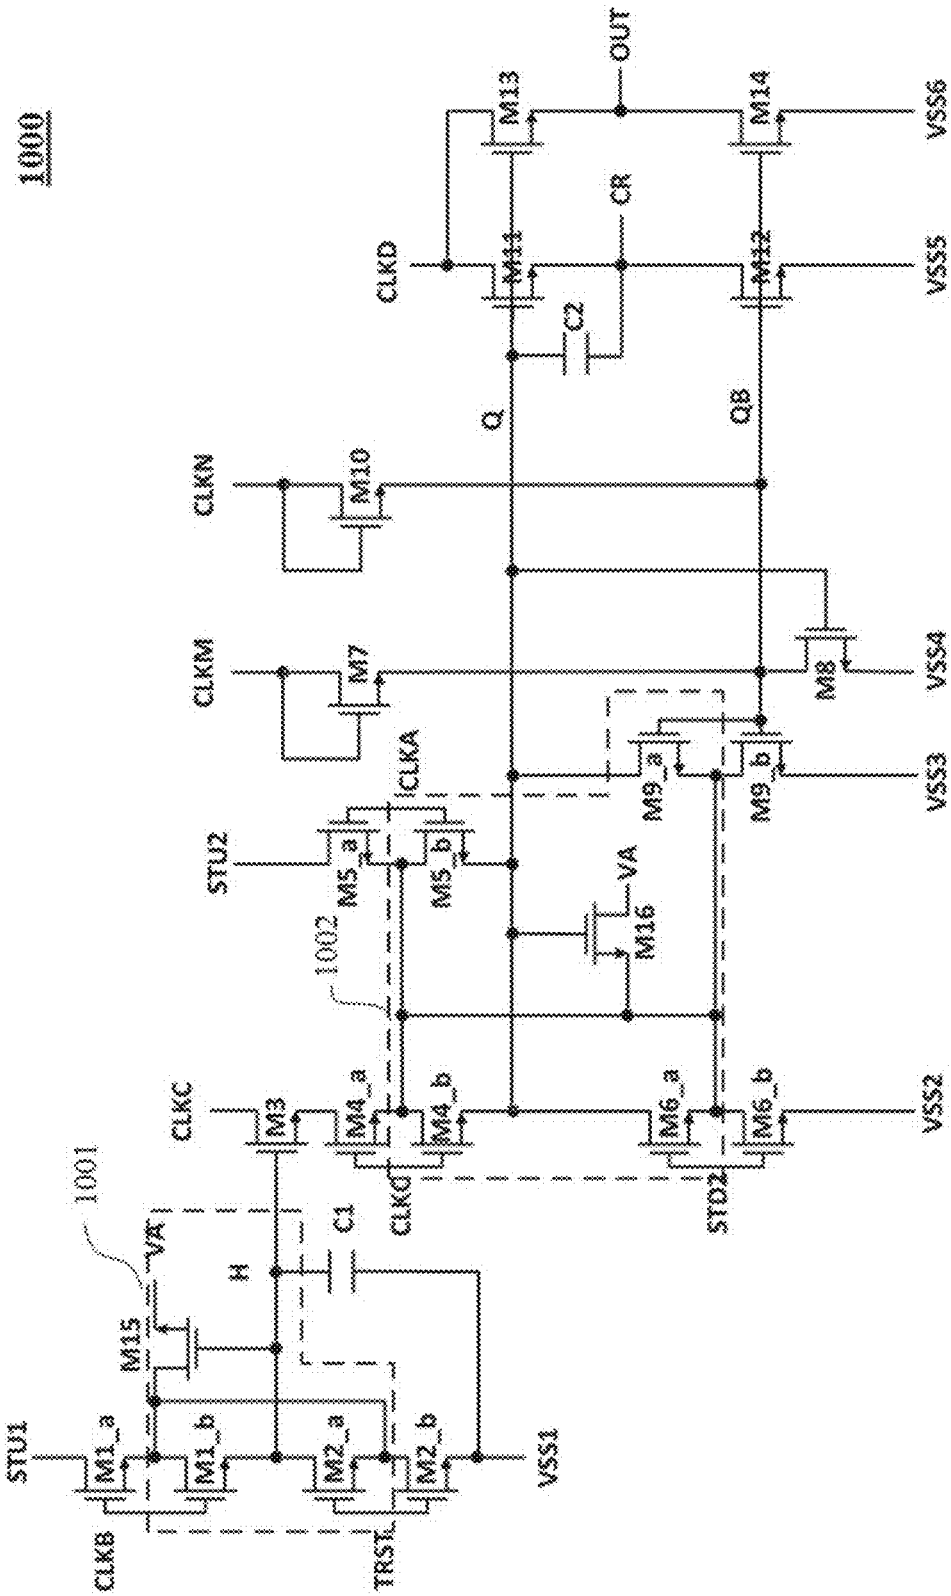 1000
STU1
M1_a
M1_b
CLKB
M2_a
M2_b
TRST
VSS1
M15
VA
1001
H
C1
CLKC
M3
M4_a
M4_b
CLKC
M6_a
M6_b
STD2
VSS2
1002
STU2
M5_a
M5_b
CLKA
M16
VA
M9_a
M9_b
VSS3
CLKM
M7
M8
VSS4
CLKN
M10
Q
QB
C2
CLKD
M11
M12
CR
VSS5
M13
M14
OUT
VSS6